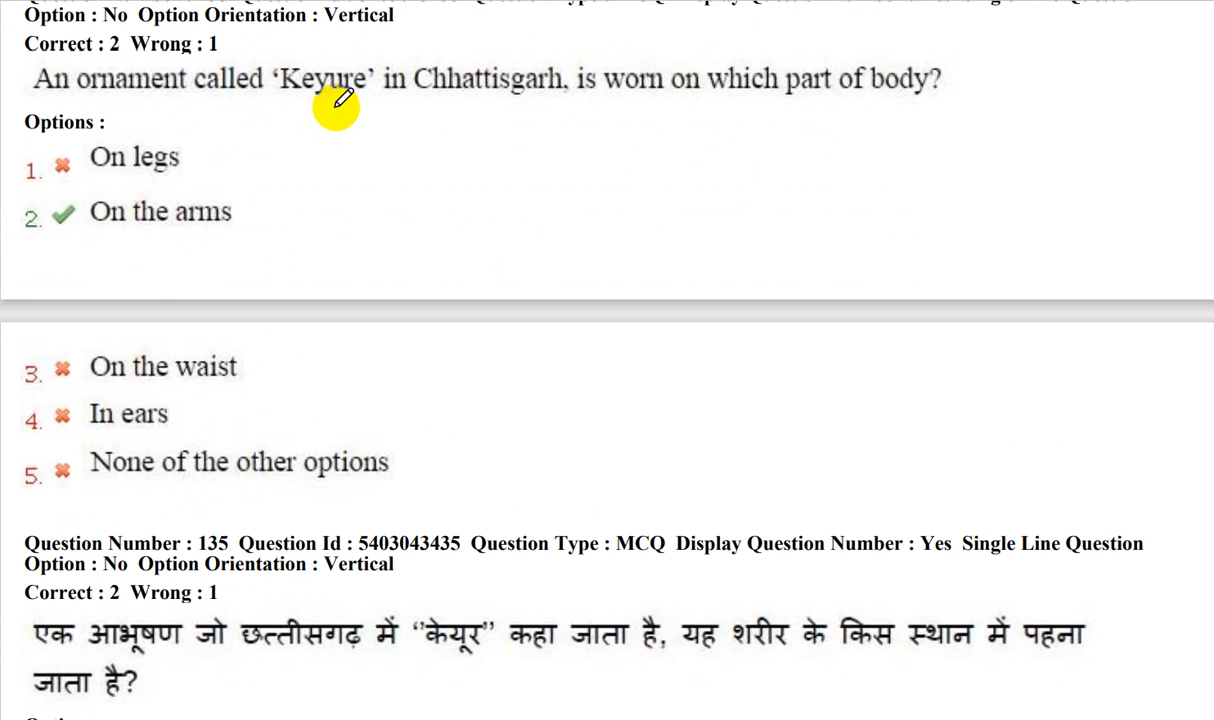 Option : No Option Orientation : Vertical
Correct : 2 Wrong : 1
An ornament called ‘Keyure’ in Chhattisgarh, is worn on which part of body?
Options :
1. ✖ On legs
2. ✔ On the arms
3. ✖ On the waist
4. ✖ In ears
5. ✖ None of the other options
Question Number : 135 Question Id : 5403043435 Question Type : MCQ Display Question Number : Yes Single Line Question
Option : No Option Orientation : Vertical
Correct : 2 Wrong : 1
एक आभूषण जो छत्तीसगढ़ में “केयूर” कहा जाता है, यह शरीर के किस स्थान में पहना
जाता है?